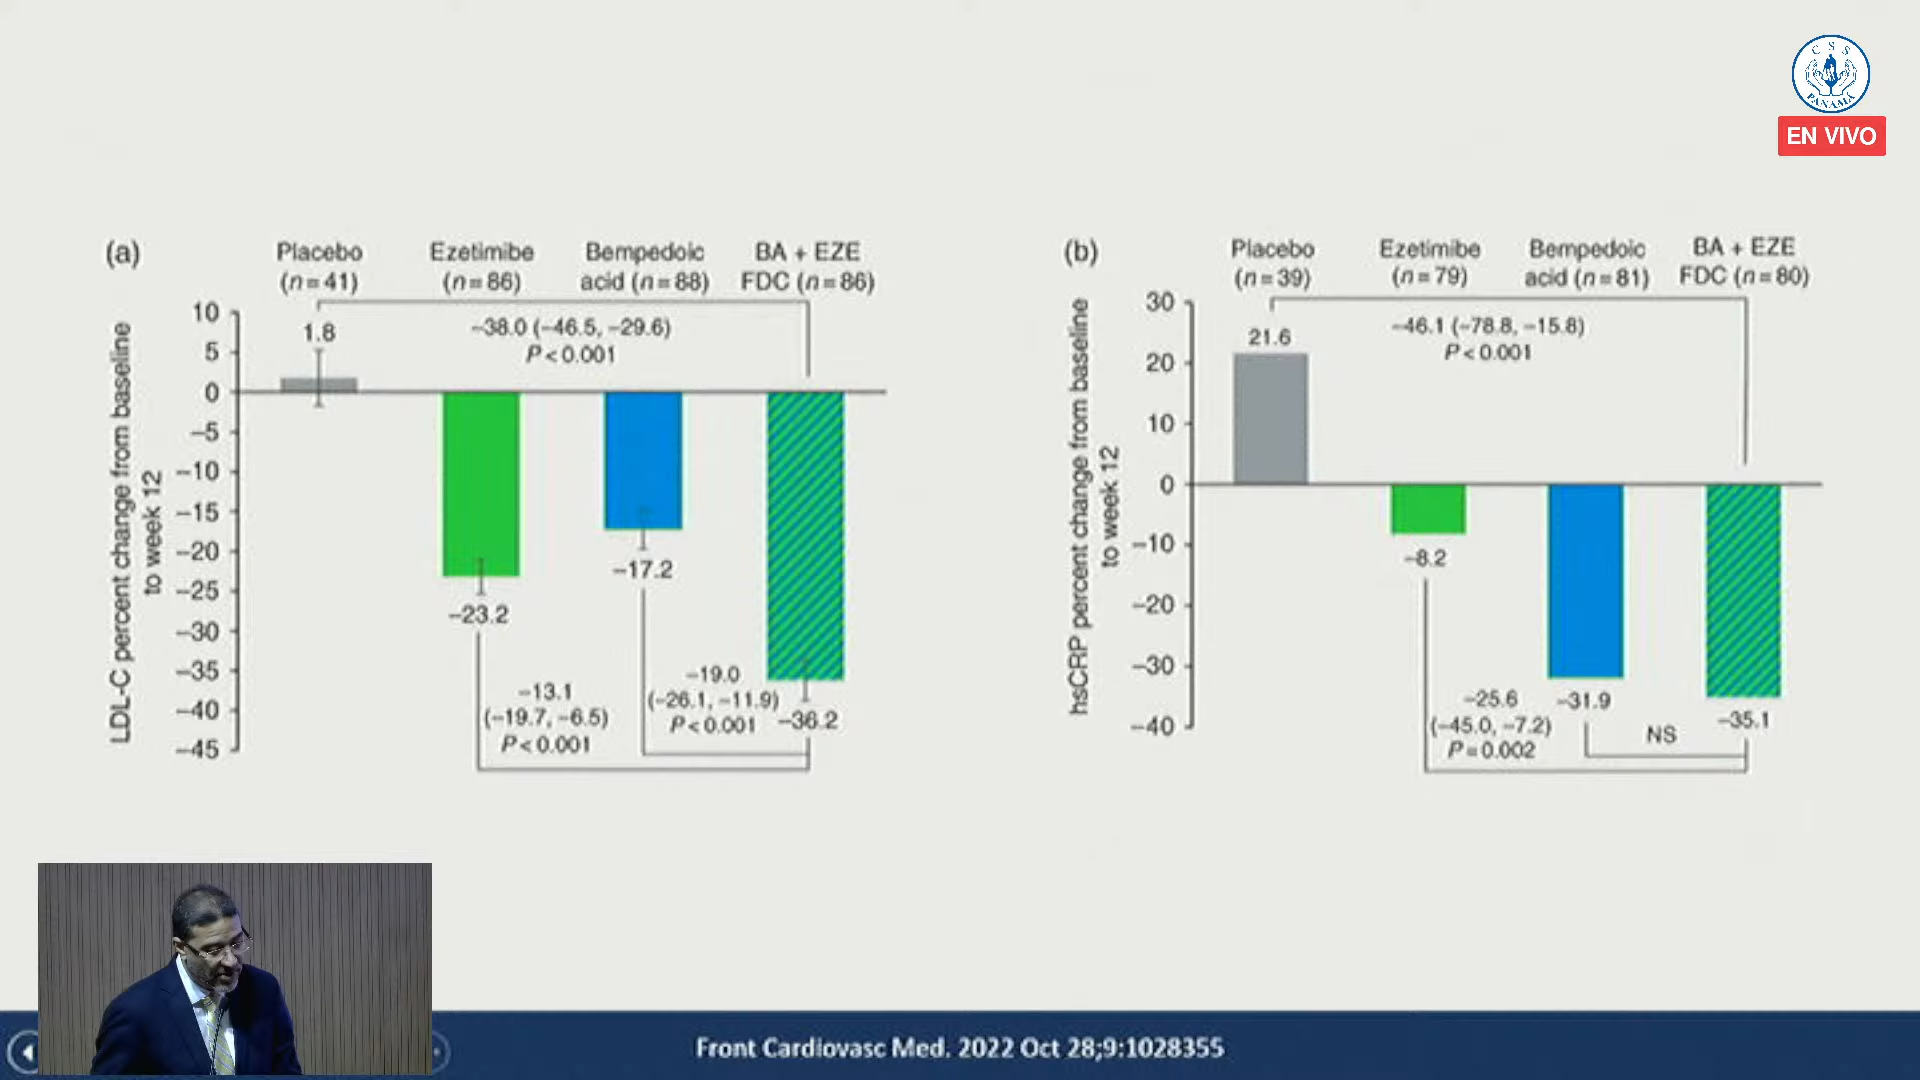 C S S
PANAMÁ
EN VIVO
(a)
Placebo
(n=41)
Ezetimibe
(n=86)
Bempedoic
acid (n=88)
BA + EZE
FDC (n=86)
LDL-C percent change from baseline
to week 12
10
5
0
−5
−10
−15
−20
−25
−30
−35
−40
−45
1.8
−38.0 (−46.5, −29.6)
P<0.001
−23.2
−17.2
−36.2
−13.1
(−19.7, −6.5)
P<0.001
−19.0
(−26.1, −11.9)
P<0.001
(b)
Placebo
(n=39)
Ezetimibe
(n=79)
Bempedoic
acid (n=81)
BA + EZE
FDC (n=80)
hsCRP percent change from baseline
to week 12
30
20
10
0
−10
−20
−30
−40
21.6
−46.1 (−78.8, −15.8)
P<0.001
−8.2
−31.9
−35.1
−25.6
(−45.0, −7.2)
P=0.002
NS
Front Cardiovasc Med. 2022 Oct 28;9:1028355